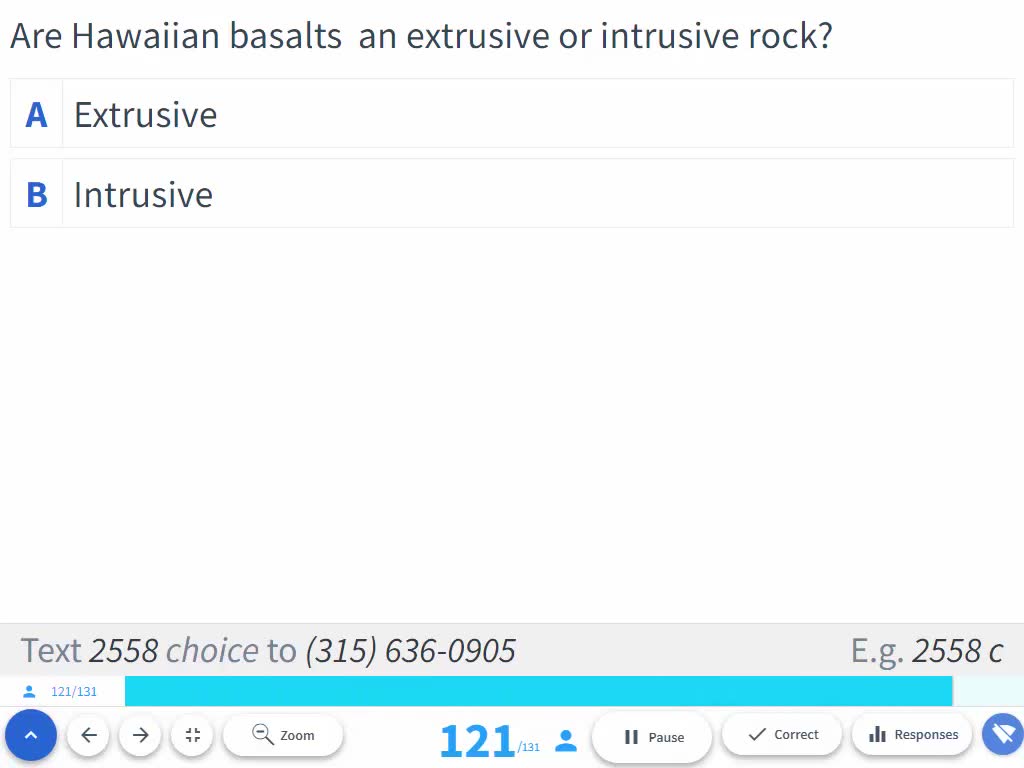 Are Hawaiian basalts  an extrusive or intrusive rock?
A Extrusive
B Intrusive
Text 2558 choice to (315) 636-0905 E.g. 2558 c
121/131
Zoom 121/131 Pause Correct Responses